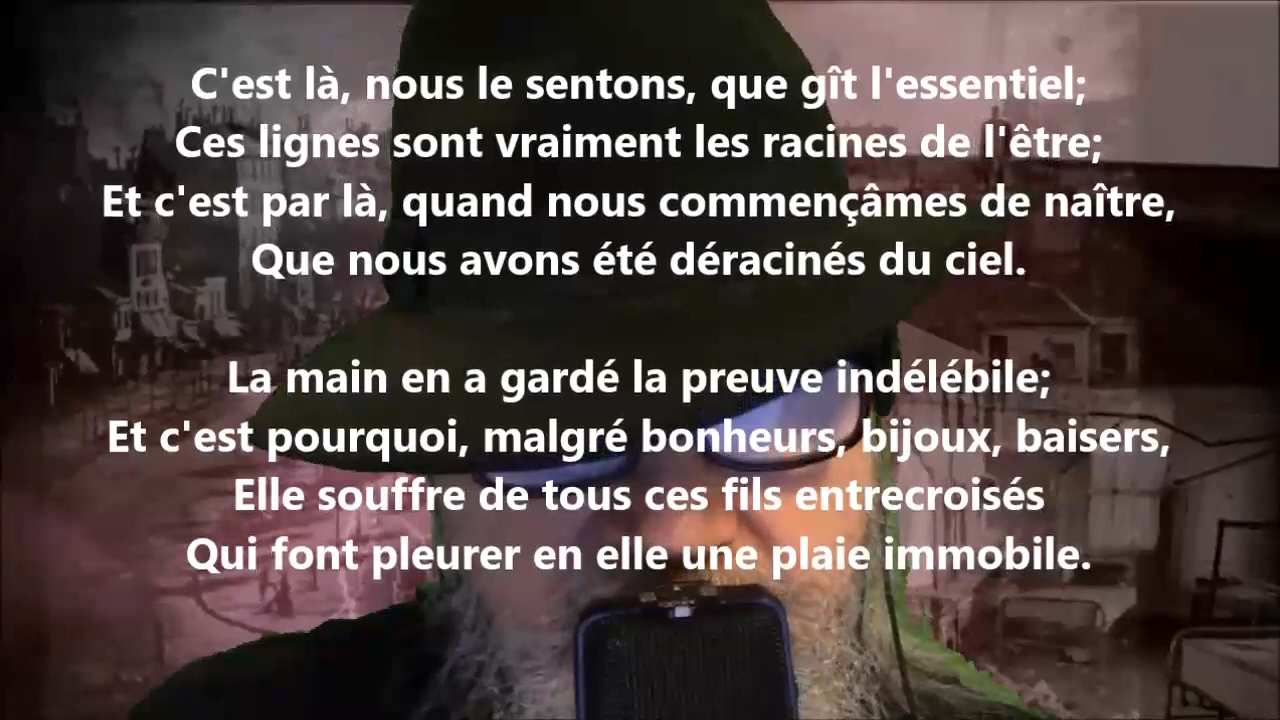 C'est là, nous le sentons, que gît l'essentiel;
Ces lignes sont vraiment les racines de l'être;
Et c'est par là, quand nous commençâmes de naître,
Que nous avons été déracinés du ciel.
La main en a gardé la preuve indélébile;
Et c'est pourquoi, malgré bonheurs, bijoux, baisers,
Elle souffre de tous ces fils entrecroisés
Qui font pleurer en elle une plaie immobile.